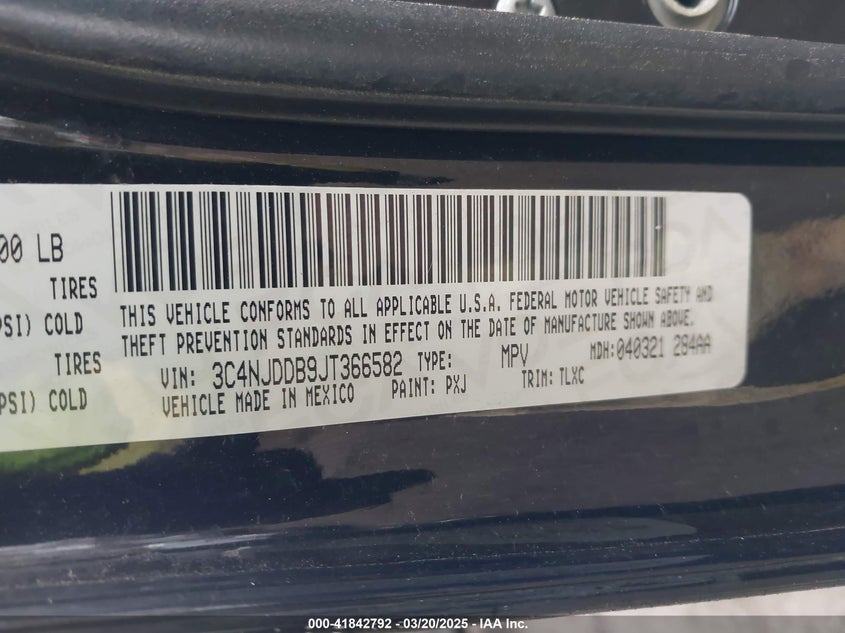 00 LB
TIRES
PSI) COLD
TIRES
PSI) COLD
THIS VEHICLE CONFORMS TO ALL APPLICABLE U.S.A. FEDERAL MOTOR VEHICLE SAFETY AND
THEFT PREVENTION STANDARDS IN EFFECT ON THE DATE OF MANUFACTURE SHOWN ABOVE.
VIN: 3C4NJDDB9JT366582 TYPE: MPV MDH: 040321 284AA
VEHICLE MADE IN MEXICO PAINT: PXJ TRIM: TLXC
000-41842792 - 03/20/2025 - IAA Inc.